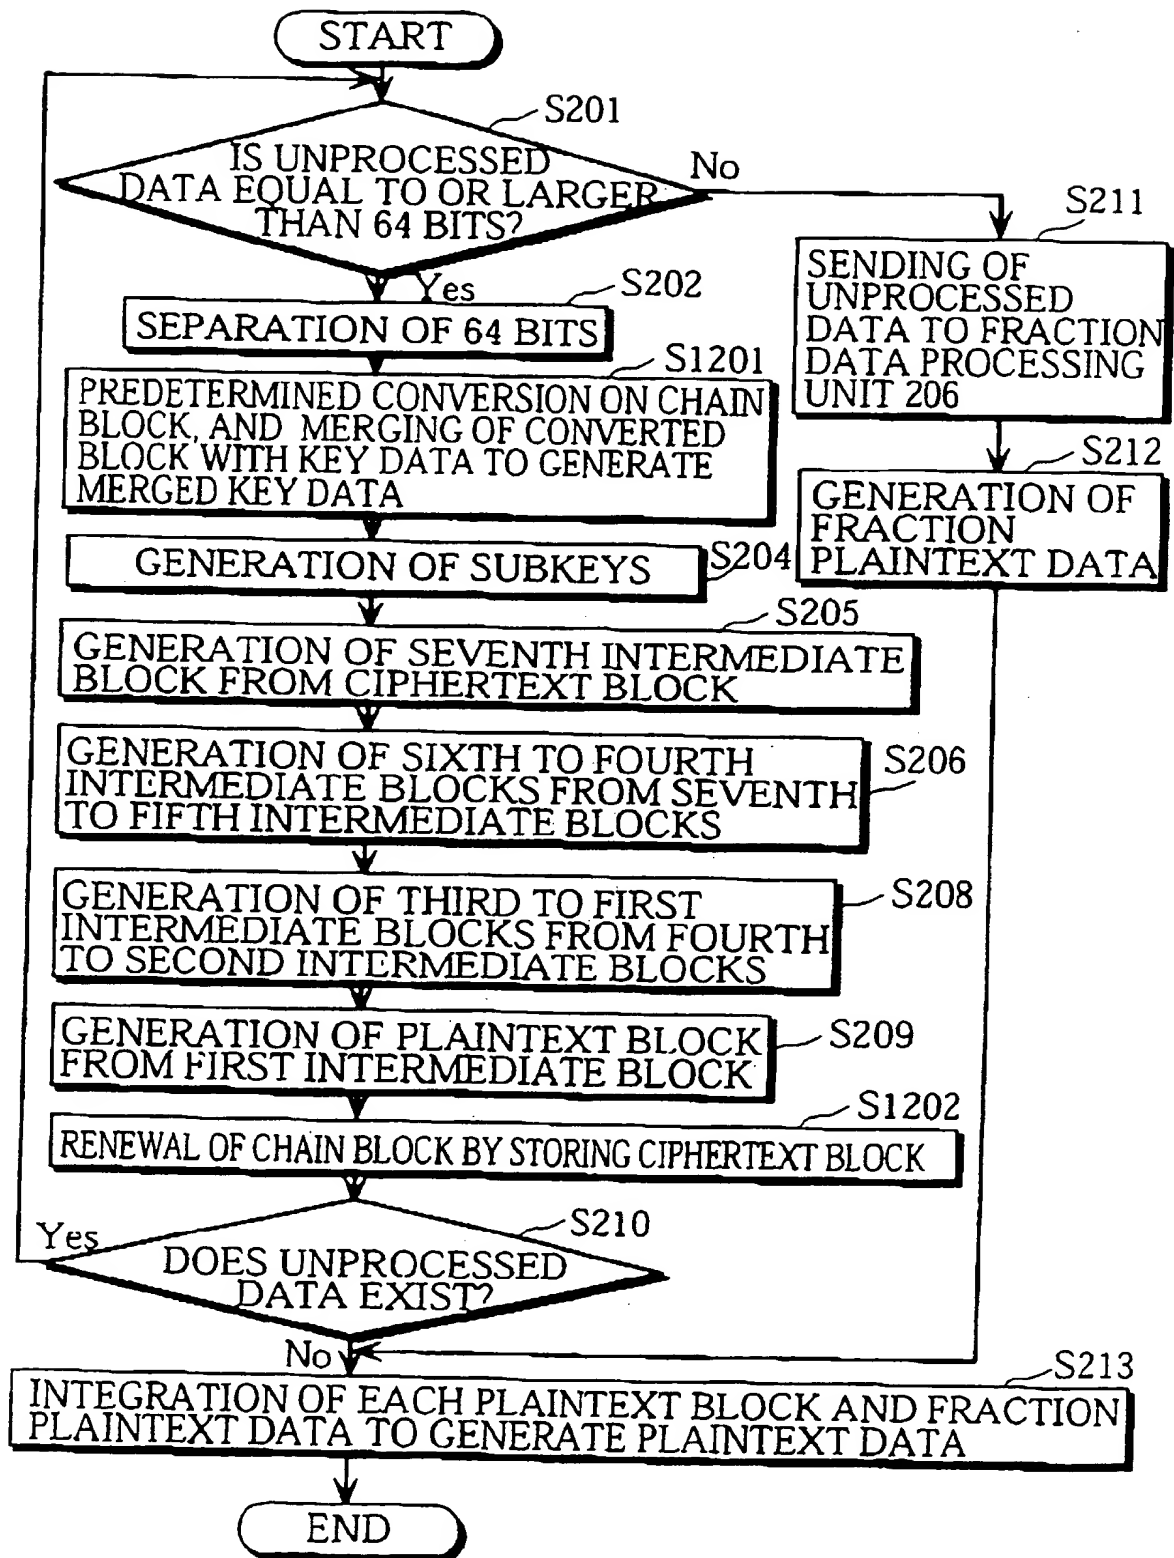 START
S201
IS UNPROCESSED
DATA EQUAL TO OR LARGER
THAN 64 BITS?
No
Yes
S202
SEPARATION OF 64 BITS
S1201
PREDETERMINED CONVERSION ON CHAIN
BLOCK, AND MERGING OF CONVERTED
BLOCK WITH KEY DATA TO GENERATE
MERGED KEY DATA
GENERATION OF SUBKEYS
S204
S205
GENERATION OF SEVENTH INTERMEDIATE
BLOCK FROM CIPHERTEXT BLOCK
GENERATION OF SIXTH TO FOURTH
INTERMEDIATE BLOCKS FROM SEVENTH
TO FIFTH INTERMEDIATE BLOCKS
S206
GENERATION OF THIRD TO FIRST
INTERMEDIATE BLOCKS FROM FOURTH
TO SECOND INTERMEDIATE BLOCKS
S208
GENERATION OF PLAINTEXT BLOCK
FROM FIRST INTERMEDIATE BLOCK
S209
S1202
RENEWAL OF CHAIN BLOCK BY STORING CIPHERTEXT BLOCK
S210
Yes
DOES UNPROCESSED
DATA EXIST?
No
S211
SENDING OF
UNPROCESSED
DATA TO FRACTION
DATA PROCESSING
UNIT 206
S212
GENERATION OF
FRACTION
PLAINTEXT DATA
S213
INTEGRATION OF EACH PLAINTEXT BLOCK AND FRACTION
PLAINTEXT DATA TO GENERATE PLAINTEXT DATA
END